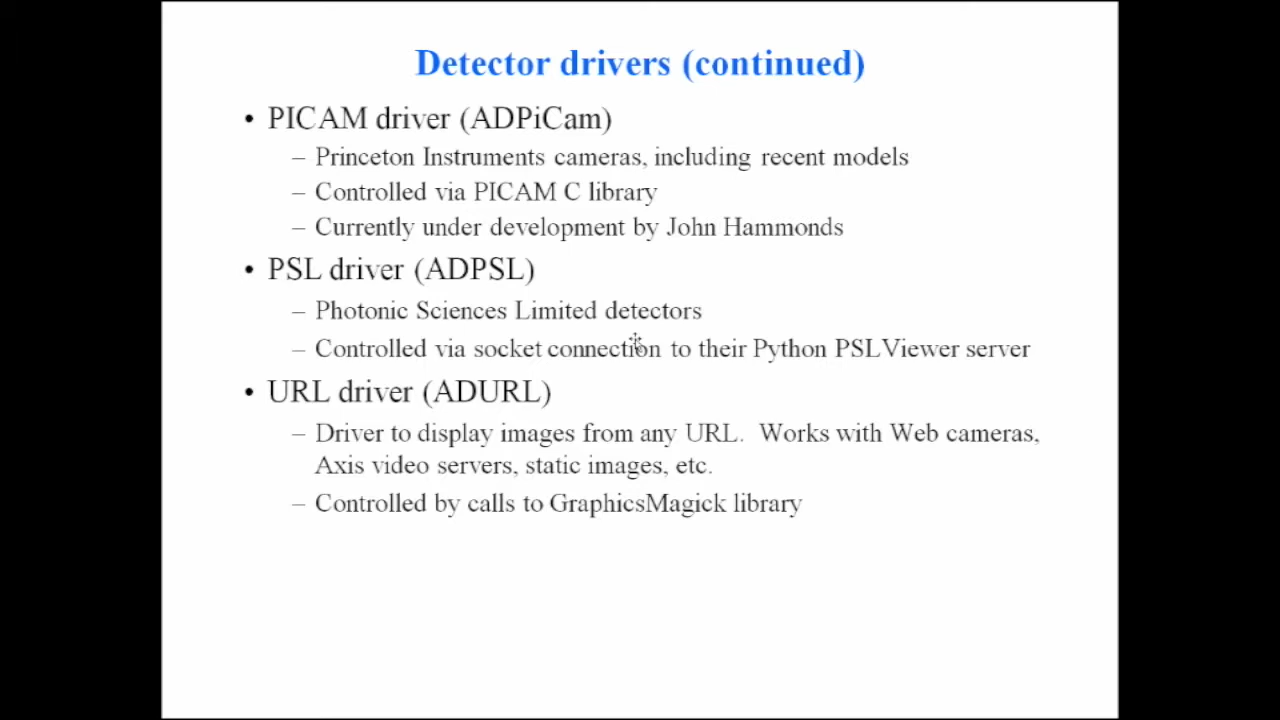 Detector drivers (continued)
• PICAM driver (ADPiCam)
– Princeton Instruments cameras, including recent models
– Controlled via PICAM C library
– Currently under development by John Hammonds
• PSL driver (ADPSL)
– Photonic Sciences Limited detectors
– Controlled via socket connection to their Python PSLViewer server
• URL driver (ADURL)
– Driver to display images from any URL.  Works with Web cameras,
Axis video servers, static images, etc.
– Controlled by calls to GraphicsMagick library